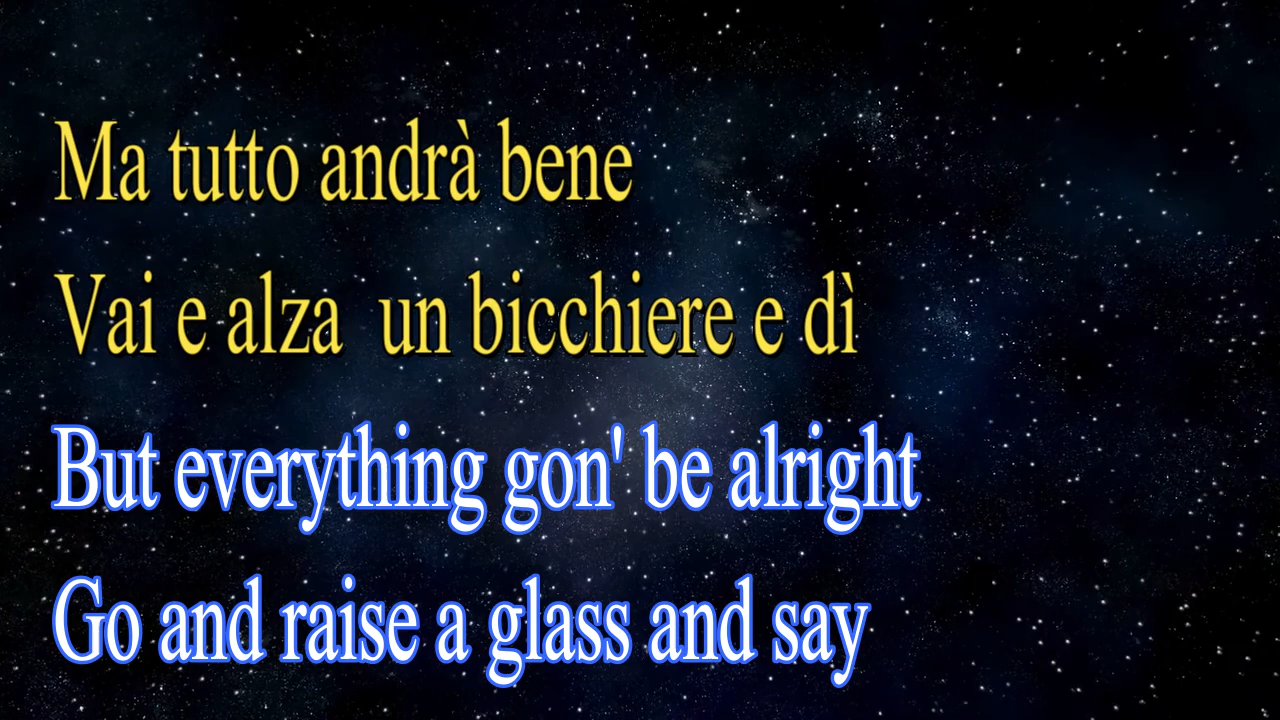 Ma tutto andrà bene
Vai e alza  un bicchiere e dì
But everything gon' be alright
Go and raise a glass and say